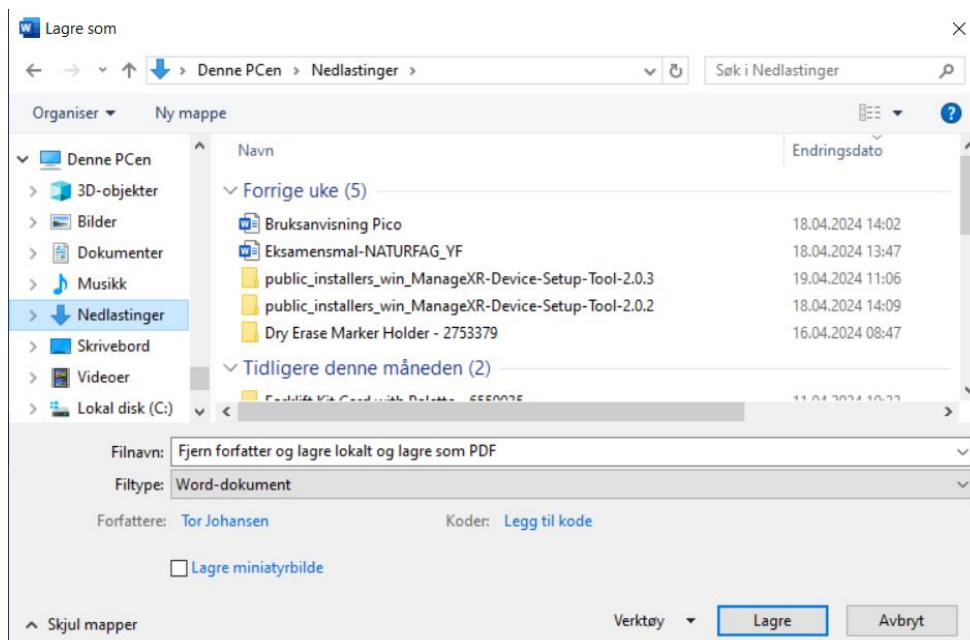 Lagre som
Denne PCen > Nedlastinger >
Søk i Nedlastinger
Organiser
Ny mappe
Denne PCen
3D-objekter
Bilder
Dokumenter
Musikk
Nedlastinger
Skrivebord
Videoer
Lokal disk (C:)
Navn Endringsdato
Forrige uke (5)
Bruksanvisning Pico 18.04.2024 14:02
Eksamensmal-NATURFAG_YF 18.04.2024 13:47
public_installers_win_ManageXR-Device-Setup-Tool-2.0.3 19.04.2024 11:06
public_installers_win_ManageXR-Device-Setup-Tool-2.0.2 18.04.2024 14:09
Dry Erase Marker Holder - 2753379 16.04.2024 08:47
Tidligere denne måneden (2)
Filnavn: Fjern forfatter og lagre lokalt og lagre som PDF
Filtype: Word-dokument
Forfattere: Tor Johansen Koder: Legg til kode
Lagre miniatyrbilde
Skjul mapper
Verktøy
Lagre
Avbryt